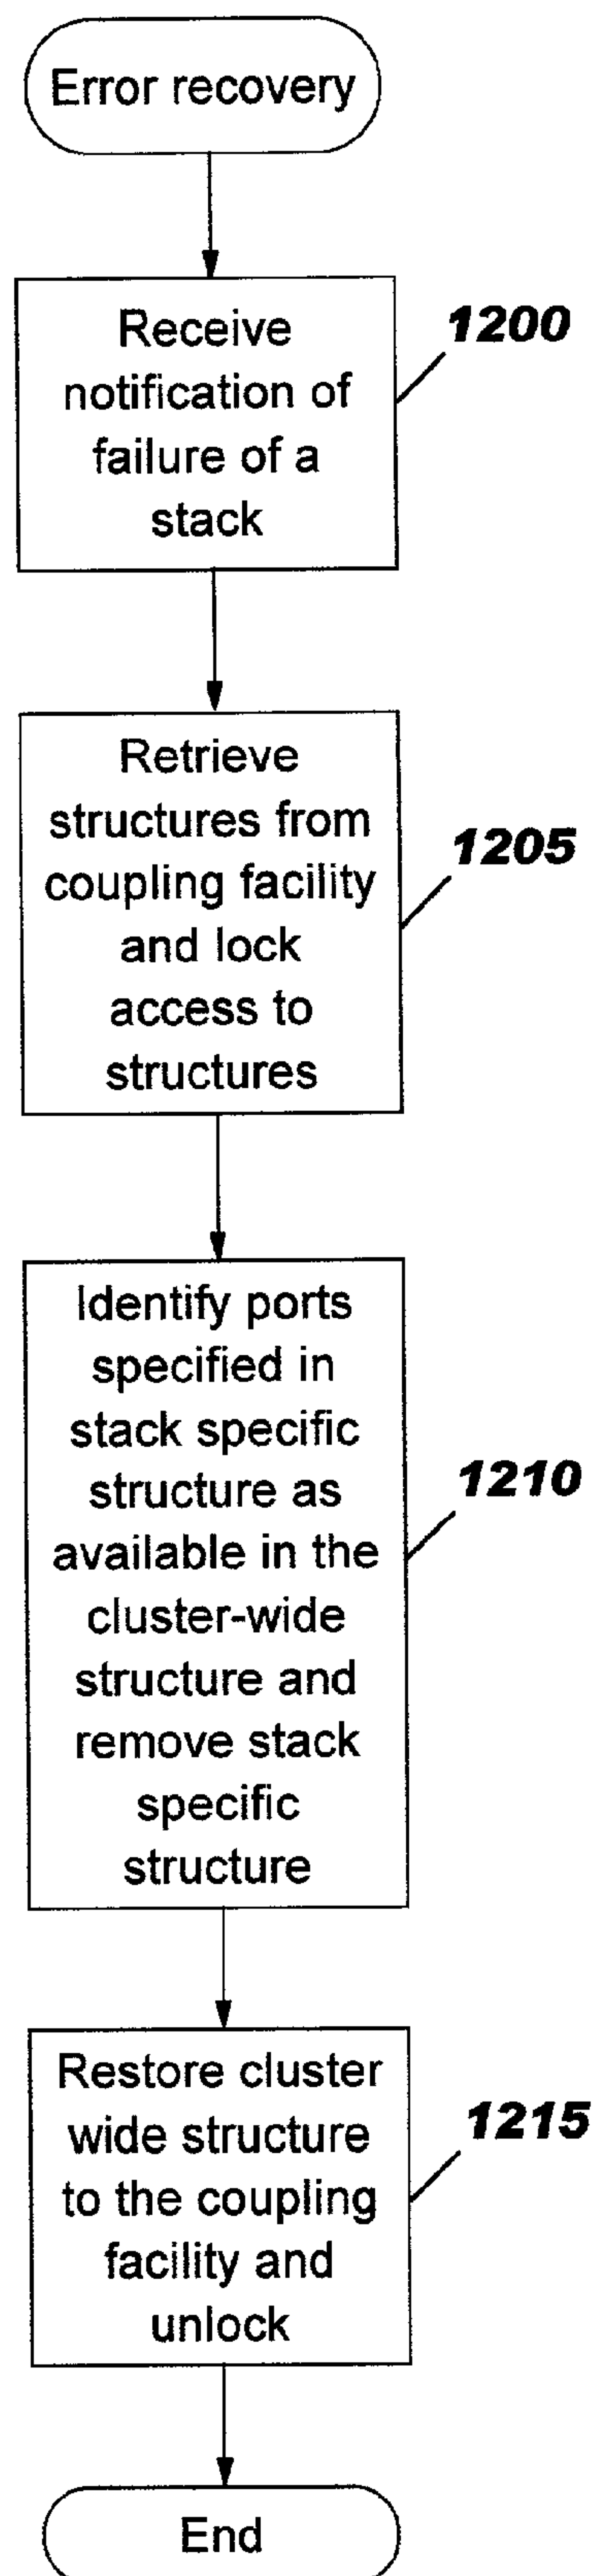 Error recovery
Receive
1200
notification of
failure of a
stack
Retrieve
structures from
1205
coupling facility
and lock
access to
structures
Identify ports
specified in
stack specific
1210
structure as
available in the
cluster-wide
structure and
remove stack
specific
structure
Restore cluster
1215
wide structure
to the coupling
facility and
unlock
End